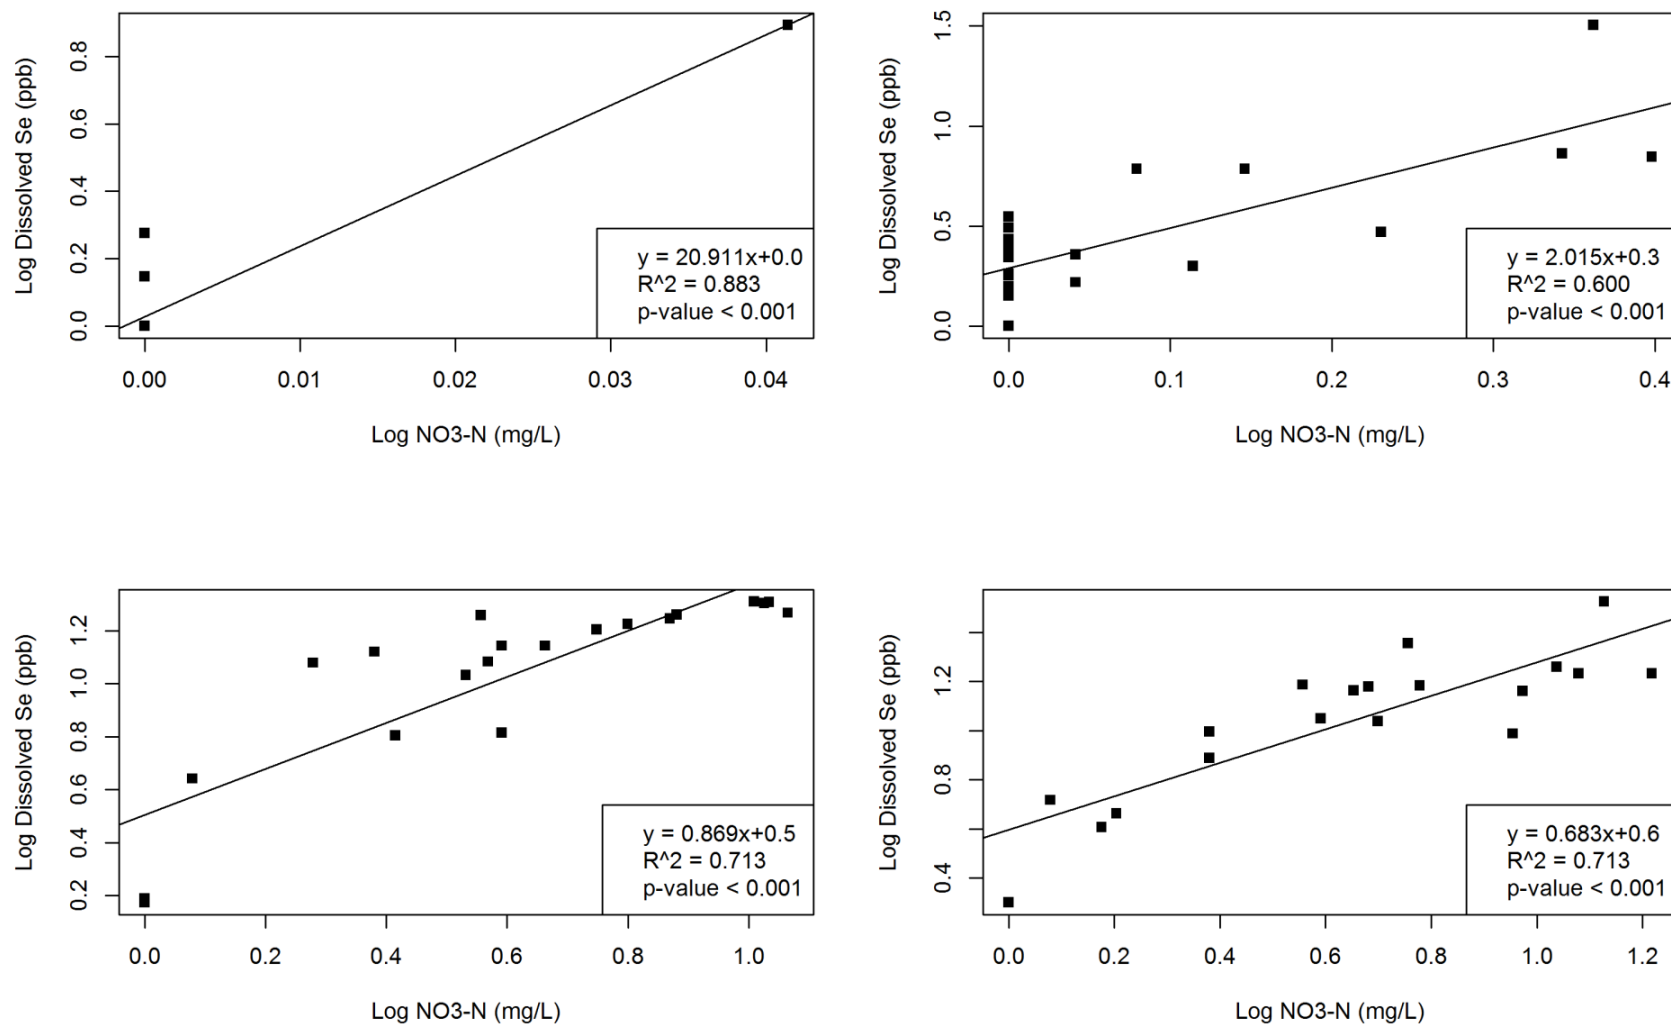 Log Dissolved Se (ppb)
0.0 0.2 0.4 0.6 0.8
y = 20.911x+0.0
R^2 = 0.883
p-value < 0.001
0.00 0.01 0.02 0.03 0.04
Log NO3-N (mg/L)
Log Dissolved Se (ppb)
0.0 0.5 1.0 1.5
y = 2.015x+0.3
R^2 = 0.600
p-value < 0.001
0.0 0.1 0.2 0.3 0.4
Log NO3-N (mg/L)
Log Dissolved Se (ppb)
0.2 0.4 0.6 0.8 1.0 1.2
y = 0.869x+0.5
R^2 = 0.713
p-value < 0.001
0.0 0.2 0.4 0.6 0.8 1.0
Log NO3-N (mg/L)
Log Dissolved Se (ppb)
0.4 0.8 1.2
y = 0.683x+0.6
R^2 = 0.713
p-value < 0.001
0.0 0.2 0.4 0.6 0.8 1.0 1.2
Log NO3-N (mg/L)